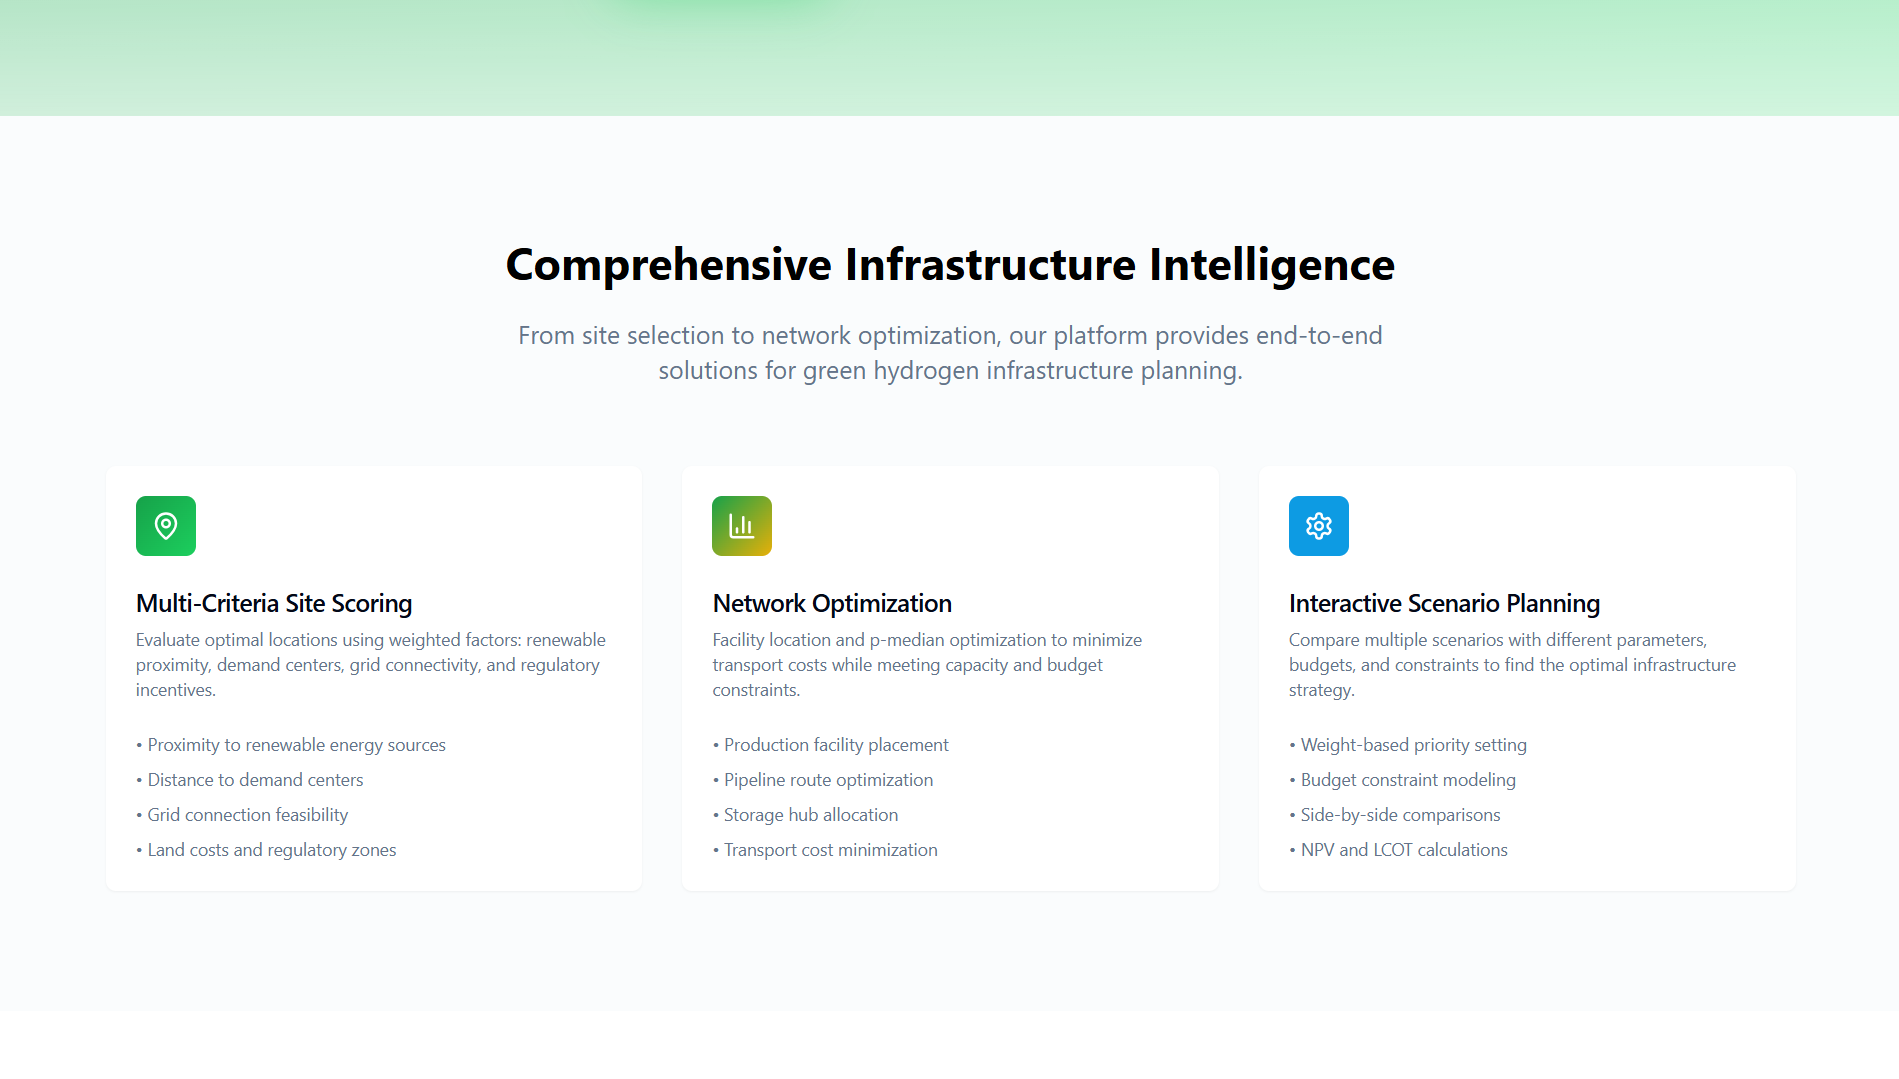 Comprehensive Infrastructure Intelligence
From site selection to network optimization, our platform provides end-to-end
solutions for green hydrogen infrastructure planning.
Multi-Criteria Site Scoring
Evaluate optimal locations using weighted factors: renewable
proximity, demand centers, grid connectivity, and regulatory
incentives.
• Proximity to renewable energy sources
• Distance to demand centers
• Grid connection feasibility
• Land costs and regulatory zones
Network Optimization
Facility location and p-median optimization to minimize
transport costs while meeting capacity and budget
constraints.
• Production facility placement
• Pipeline route optimization
• Storage hub allocation
• Transport cost minimization
Interactive Scenario Planning
Compare multiple scenarios with different parameters,
budgets, and constraints to find the optimal infrastructure
strategy.
• Weight-based priority setting
• Budget constraint modeling
• Side-by-side comparisons
• NPV and LCOT calculations